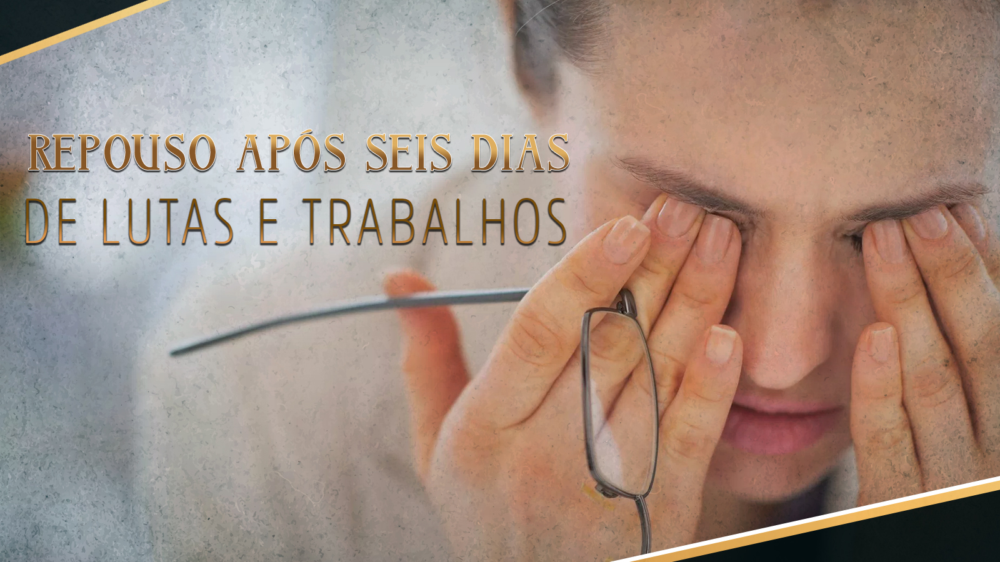 REPOUSO APÓS SEIS DIAS
DE LUTAS E TRABALHOS